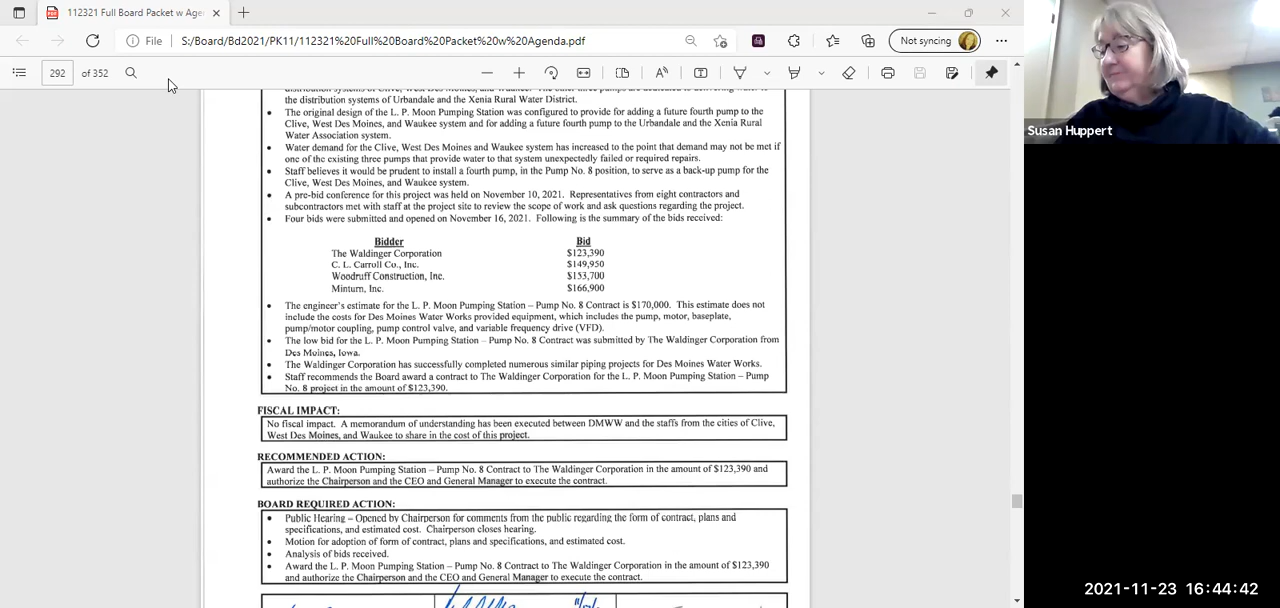 112321 Full Board Packet w Age
File
S:/Board/Bd2021/PK11/112321%20Full%20Board%20Packet%20w%20Agenda.pdf
Not syncing
292 of 352
the distribution systems of Urbandale and the Xenia Rural Water District.
• The original design of the L. P. Moon Pumping Station was configured to provide for adding a future fourth pump to the
Clive, West Des Moines, and Waukee system and for adding a future fourth pump to the Urbandale and the Xenia Rural
Water Association system.
• Water demand for the Clive, West Des Moines and Waukee system has increased to the point that demand may not be met if
one of the existing three pumps that provide water to that system unexpectedly failed or required repairs.
• Staff believes it would be prudent to install a fourth pump, in the Pump No. 8 position, to serve as a back-up pump for the
Clive, West Des Moines, and Waukee system.
• A pre-bid conference for this project was held on November 10, 2021. Representatives from eight contractors and
subcontractors met with staff at the project site to review the scope of work and ask questions regarding the project.
• Four bids were submitted and opened on November 16, 2021. Following is the summary of the bids received:
Bidder Bid
The Waldinger Corporation $123,390
C. L. Carroll Co., Inc. $149,950
Woodruff Construction, Inc. $153,700
Minturn, Inc. $166,900
• The engineer's estimate for the L. P. Moon Pumping Station – Pump No. 8 Contract is $170,000. This estimate does not
include the costs for Des Moines Water Works provided equipment, which includes the pump, motor, baseplate,
pump/motor coupling, pump control valve, and variable frequency drive (VFD).
• The low bid for the L. P. Moon Pumping Station – Pump No. 8 Contract was submitted by The Waldinger Corporation from
Des Moines, Iowa.
• The Waldinger Corporation has successfully completed numerous similar piping projects for Des Moines Water Works.
• Staff recommends the Board award a contract to The Waldinger Corporation for the L. P. Moon Pumping Station – Pump
No. 8 project in the amount of $123,390.
FISCAL IMPACT:
No fiscal impact. A memorandum of understanding has been executed between DMWW and the staffs from the cities of Clive,
West Des Moines, and Waukee to share in the cost of this project.
RECOMMENDED ACTION:
Award the L. P. Moon Pumping Station – Pump No. 8 Contract to The Waldinger Corporation in the amount of $123,390 and
authorize the Chairperson and the CEO and General Manager to execute the contract.
BOARD REQUIRED ACTION:
• Public Hearing – Opened by Chairperson for comments from the public regarding the form of contract, plans and
specifications, and estimated cost. Chairperson closes hearing.
• Motion for adoption of form of contract, plans and specifications, and estimated cost.
• Analysis of bids received.
• Award the L. P. Moon Pumping Station – Pump No. 8 Contract to The Waldinger Corporation in the amount of $123,390
and authorize the Chairperson and the CEO and General Manager to execute the contract.
Susan Huppert
2021-11-23 16:44:42